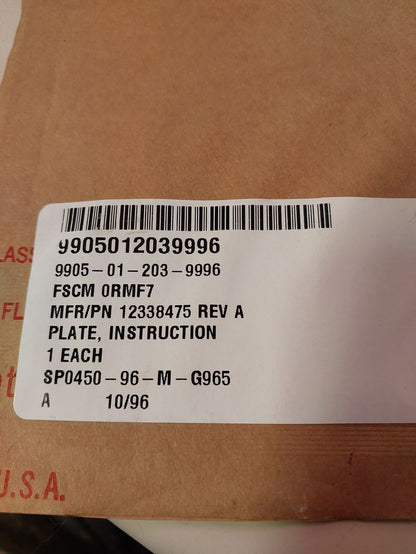 9905012039996
9905-01-203-9996
FSCM 0RMF7
MFR/PN 12338475 REV A
PLATE, INSTRUCTION
1 EACH
SP0450-96-M-G965
A 10/96
U.S.A.